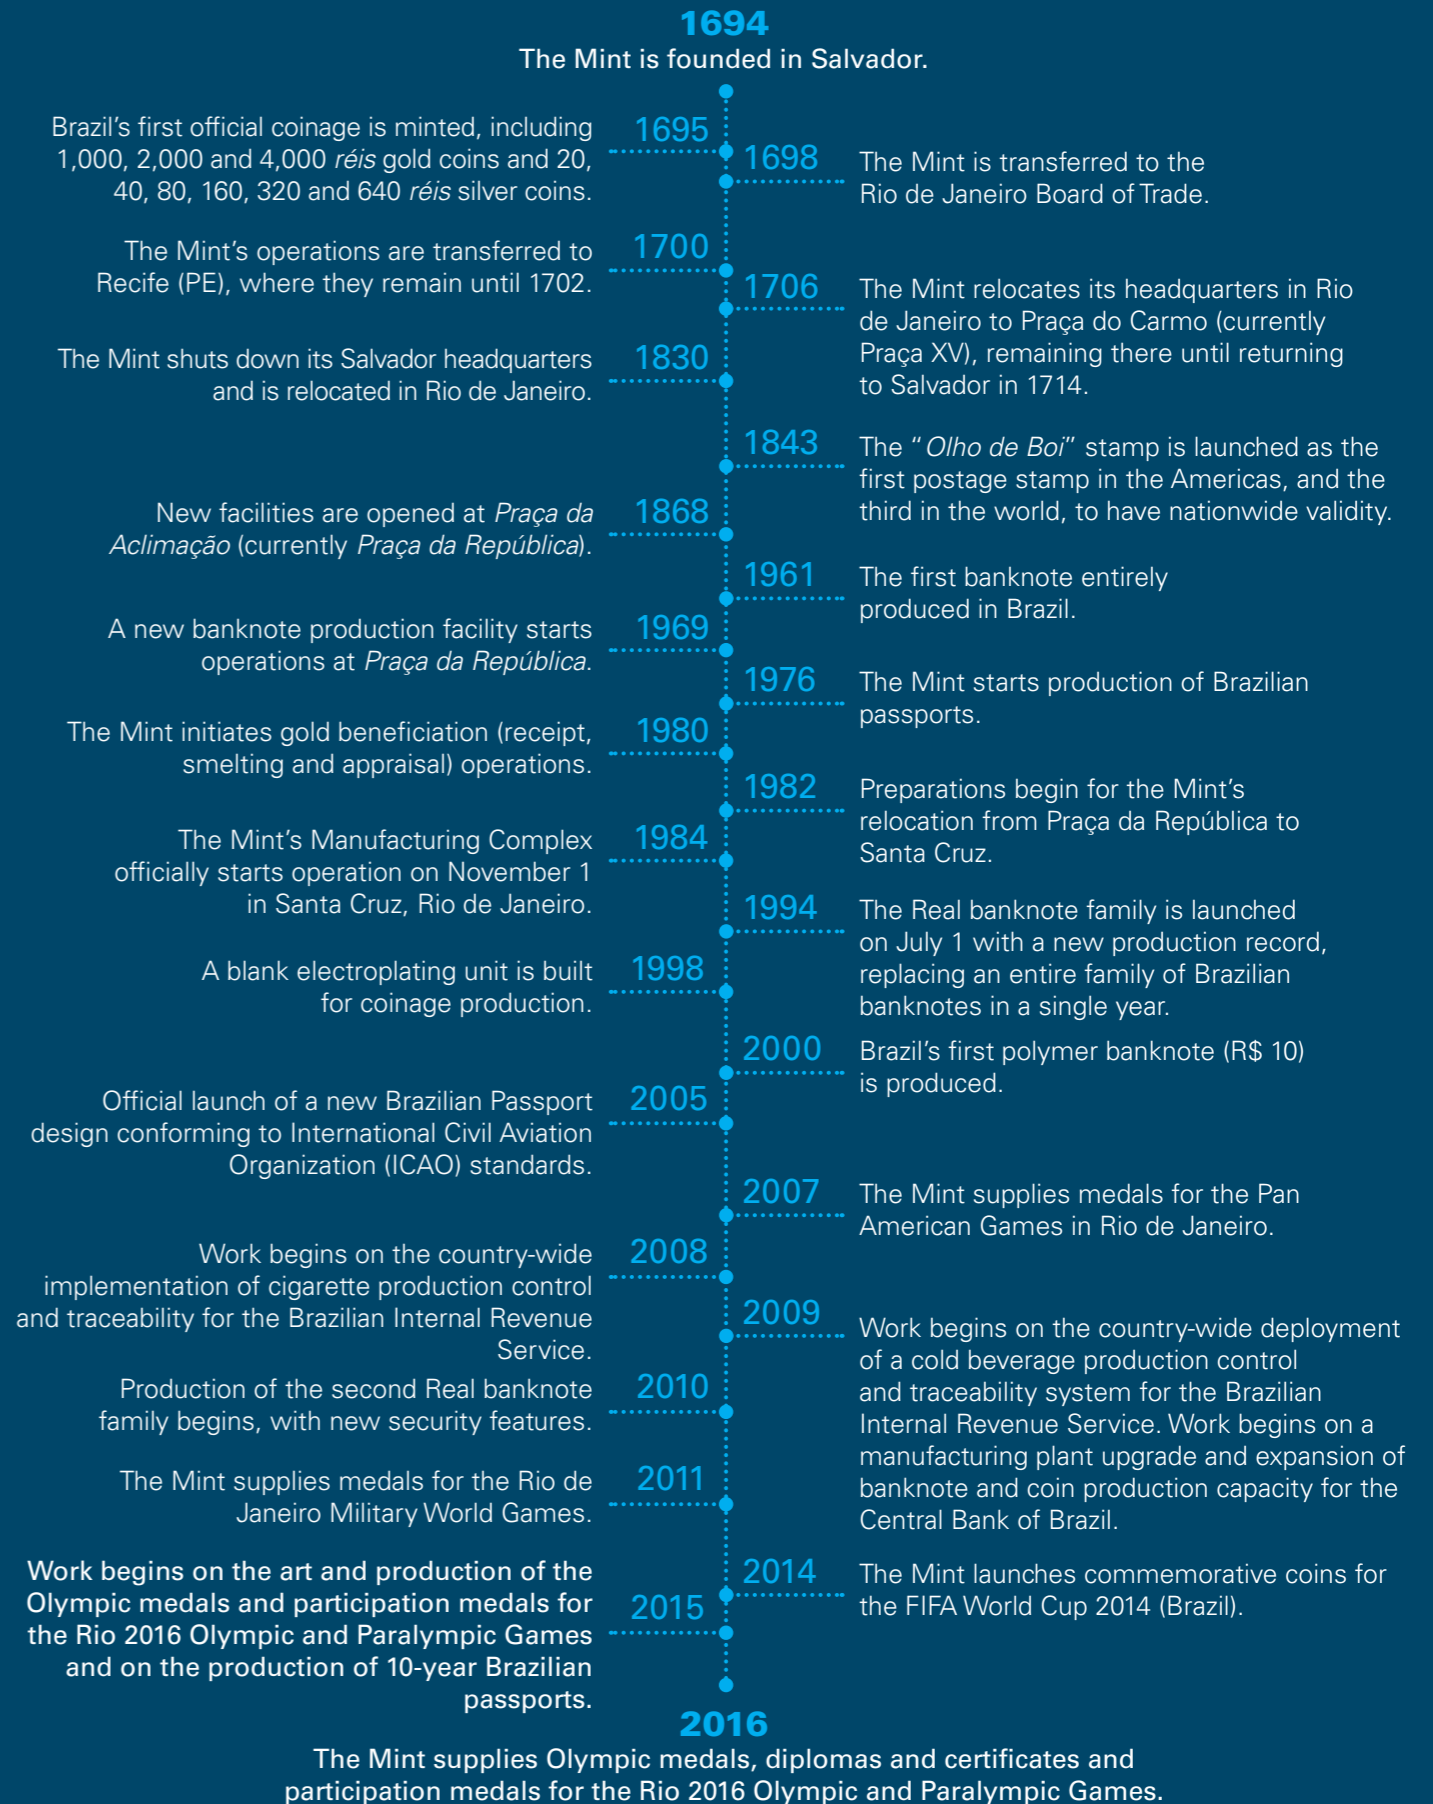 1694
The Mint is founded in Salvador.
1695
Brazil's first official coinage is minted, including
1,000, 2,000 and 4,000 réis gold coins and 20,
40, 80, 160, 320 and 640 réis silver coins.
1698
The Mint is transferred to the
Rio de Janeiro Board of Trade.
1700
The Mint's operations are transferred to
Recife (PE), where they remain until 1702.
1706
The Mint relocates its headquarters in Rio
de Janeiro to Praça do Carmo (currently
Praça XV), remaining there until returning
to Salvador in 1714.
1830
The Mint shuts down its Salvador headquarters
and is relocated in Rio de Janeiro.
1843
The "Olho de Boi" stamp is launched as the
first postage stamp in the Americas, and the
third in the world, to have nationwide validity.
1868
New facilities are opened at Praça da
Aclimação (currently Praça da República).
1961
The first banknote entirely
produced in Brazil.
1969
A new banknote production facility starts
operations at Praça da República.
1976
The Mint starts production of Brazilian
passports.
1980
The Mint initiates gold beneficiation (receipt,
smelting and appraisal) operations.
1982
Preparations begin for the Mint's
relocation from Praça da República to
Santa Cruz.
1984
The Mint's Manufacturing Complex
officially starts operation on November 1
in Santa Cruz, Rio de Janeiro.
1994
The Real banknote family is launched
on July 1 with a new production record,
replacing an entire family of Brazilian
banknotes in a single year.
1998
A blank electroplating unit is built
for coinage production.
2000
Brazil's first polymer banknote (R$ 10)
is produced.
2005
Official launch of a new Brazilian Passport
design conforming to International Civil Aviation
Organization (ICAO) standards.
2007
The Mint supplies medals for the Pan
American Games in Rio de Janeiro.
2008
Work begins on the country-wide
implementation of cigarette production control
and traceability for the Brazilian Internal Revenue
Service.
2009
Work begins on the country-wide deployment
of a cold beverage production control
and traceability system for the Brazilian
Internal Revenue Service. Work begins on a
manufacturing plant upgrade and expansion of
banknote and coin production capacity for the
Central Bank of Brazil.
2010
Production of the second Real banknote
family begins, with new security features.
2011
The Mint supplies medals for the Rio de
Janeiro Military World Games.
2014
The Mint launches commemorative coins for
the FIFA World Cup 2014 (Brazil).
2015
Work begins on the art and production of the
Olympic medals and participation medals for
the Rio 2016 Olympic and Paralympic Games
and on the production of 10-year Brazilian
passports.
2016
The Mint supplies Olympic medals, diplomas and certificates and
participation medals for the Rio 2016 Olympic and Paralympic Games.